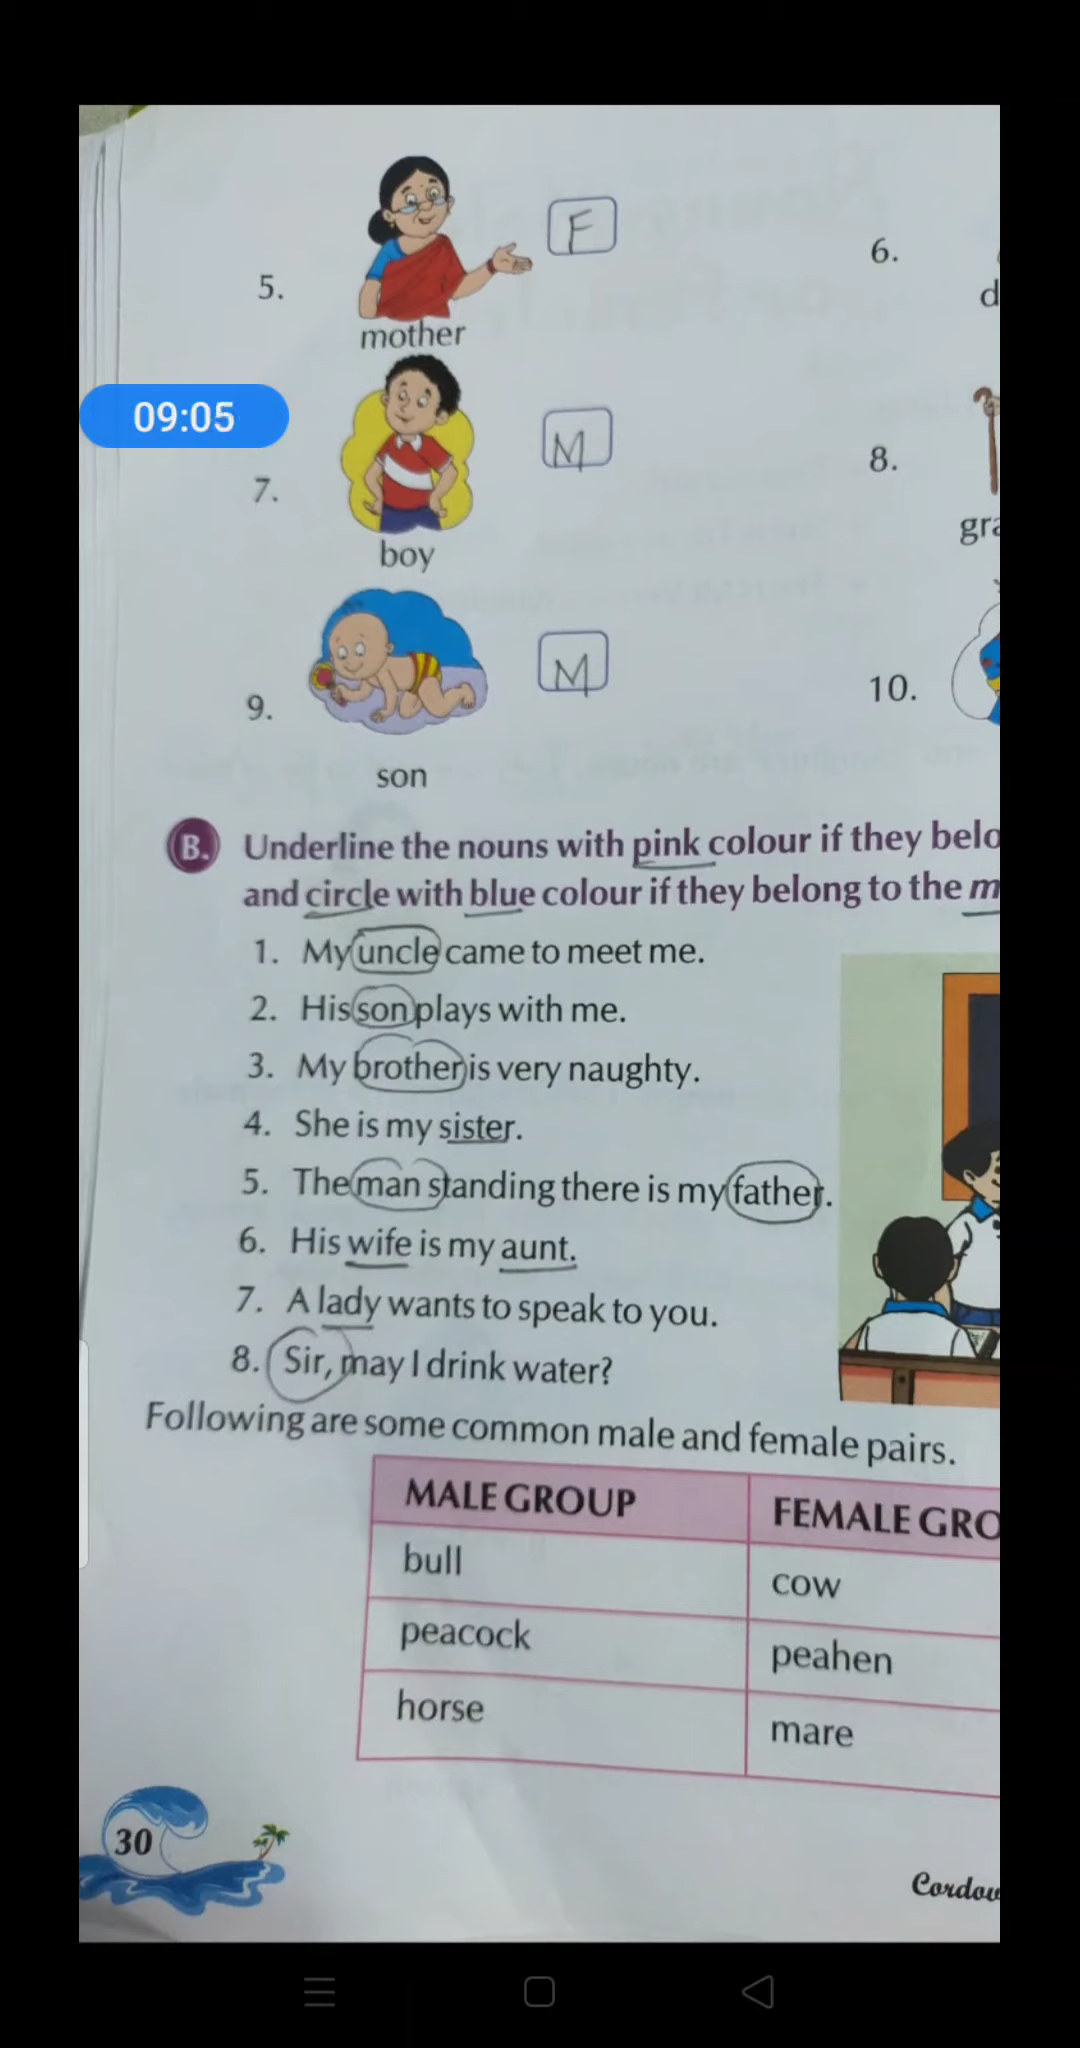 F
6.
5.
mother
09:05
M
8.
7.
boy
M
10.
9.
son
B. Underline the nouns with pink colour if they
and circle with blue colour if they belong to the
1. My uncle came to meet me.
2. His son plays with me.
3. My brother is very naughty.
4. She is my sister.
5. The man standing there is my father.
6. His wife is my aunt.
7. A lady wants to speak to you.
8. Sir, may I drink water?
Following are some common male and female pairs.
MALE GROUP FEMALE
bull cow
peacock peahen
horse mare
30